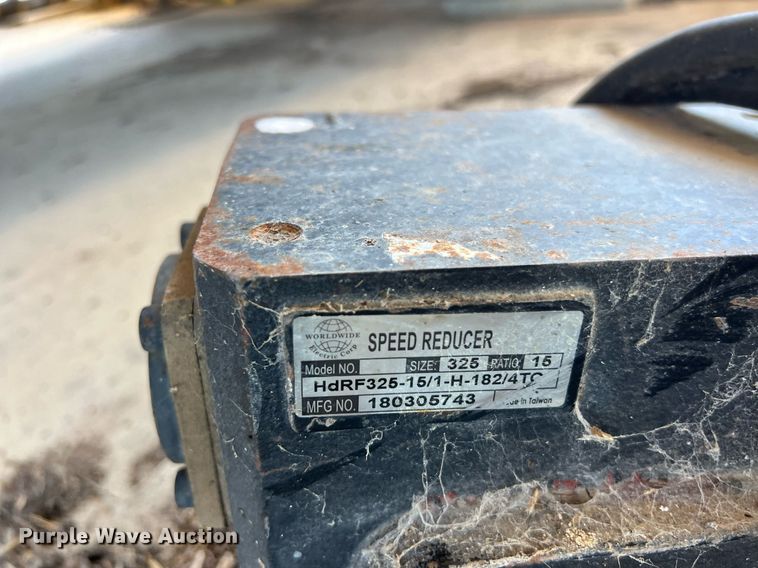 WORLDWIDE
Electric Corp
SPEED REDUCER
MODEL NO. SIZE: 325 RATIO: 15
HdRF325-15/1-H-182/4TC
MFG NO. 180305743
Made In Taiwan
Purple Wave Auction